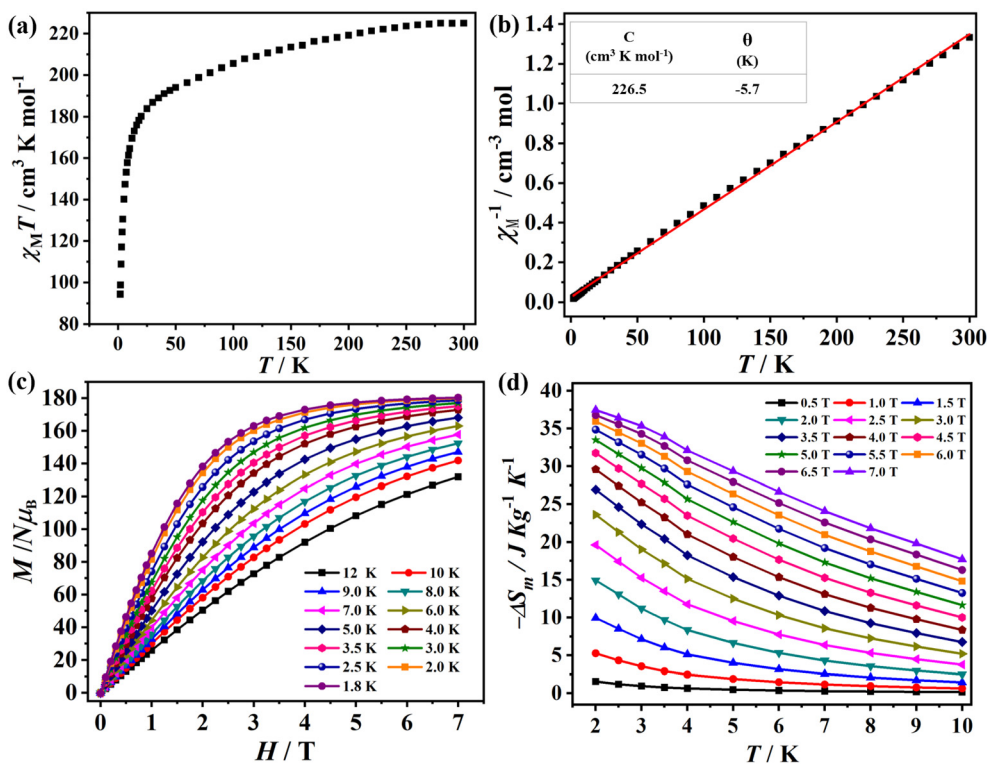 (a)
220
200
180
160
140
120
100
80
χMT / cm³ K mol⁻¹
0 50 100 150 200 250 300
T / K
(b)
1.4
1.2
1.0
0.8
0.6
0.4
0.2
0.0
χM⁻¹ / cm⁻³ mol
C θ
(cm³ K mol⁻¹) (K)
226.5 -5.7
0 50 100 150 200 250 300
T / K
(c)
180
160
140
120
100
80
60
40
20
0
M /NμB
12 K 10 K
9.0 K 8.0 K
7.0 K 6.0 K
5.0 K 4.0 K
3.5 K 3.0 K
2.5 K 2.0 K
1.8 K
0 1 2 3 4 5 6 7
H / T
(d)
40
35
30
25
20
15
10
5
0
−ΔSm / J Kg⁻¹ K⁻¹
0.5 T 1.0 T 1.5 T
2.0 T 2.5 T 3.0 T
3.5 T 4.0 T 4.5 T
5.0 T 5.5 T 6.0 T
6.5 T 7.0 T
2 3 4 5 6 7 8 9 10
T / K